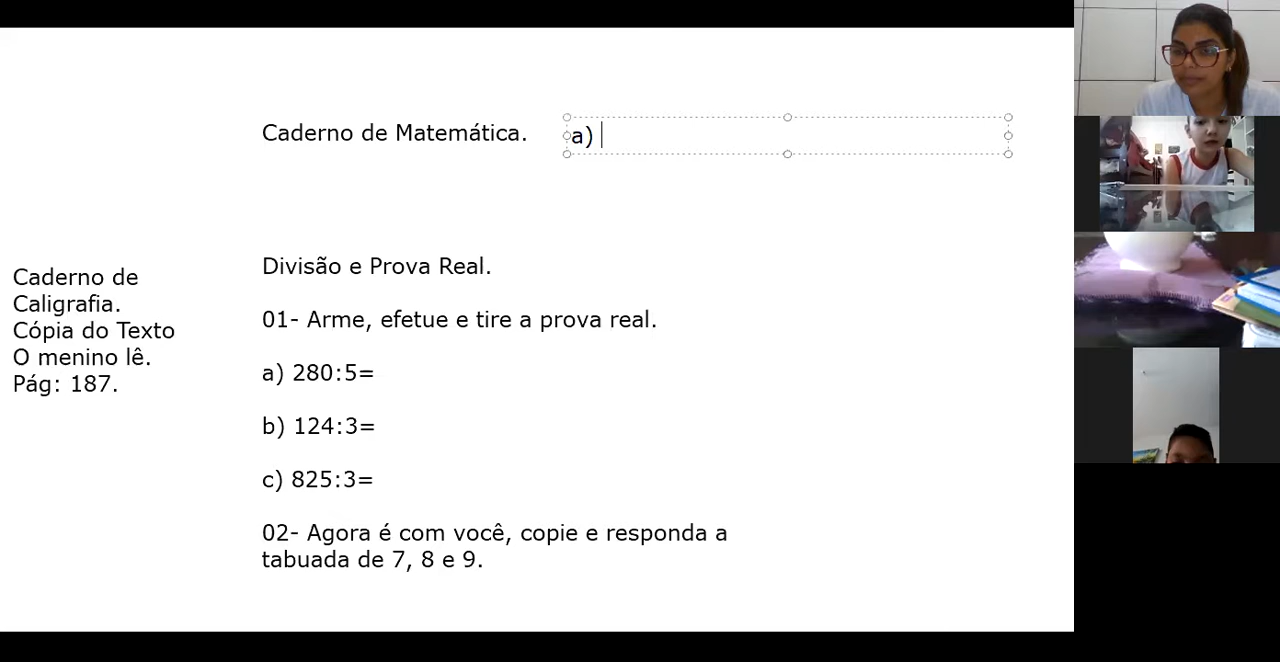 Caderno de Matemática.
a)
Caderno de
Caligrafia.
Cópia do Texto
O menino lê.
Pág: 187.
Divisão e Prova Real.
01- Arme, efetue e tire a prova real.
a) 280:5=
b) 124:3=
c) 825:3=
02- Agora é com você, copie e responda a
tabuada de 7, 8 e 9.